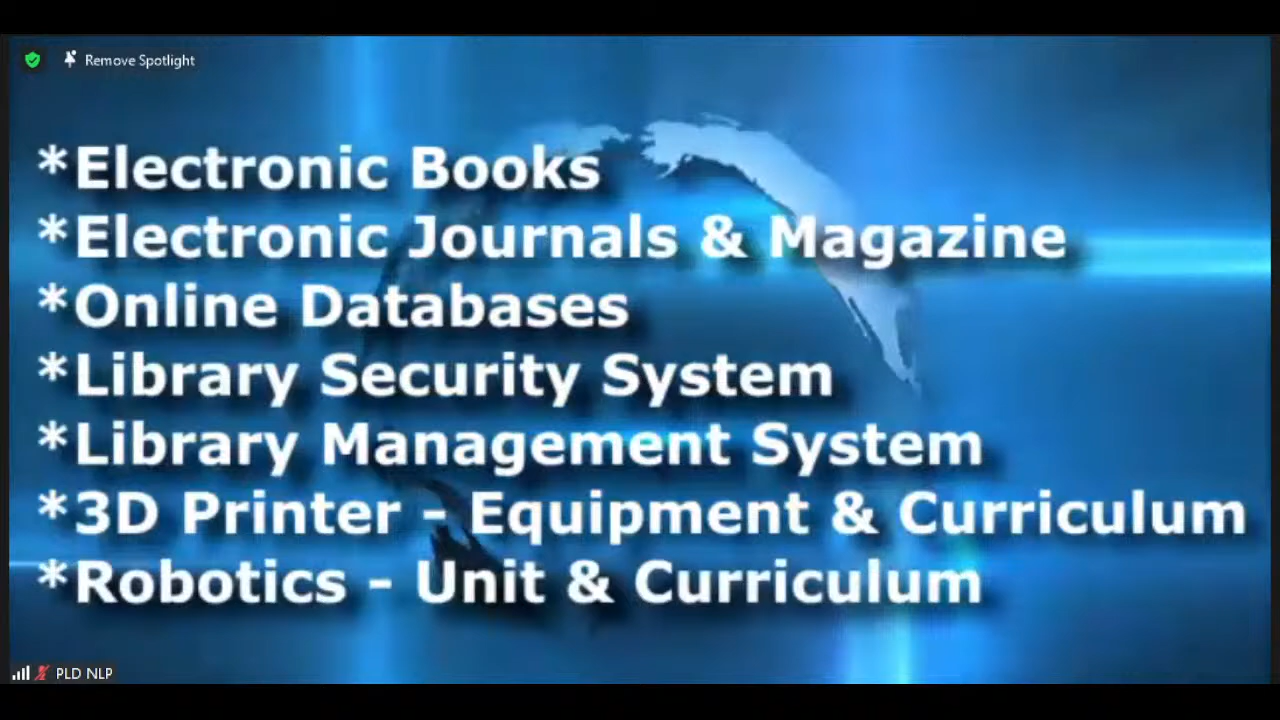 Remove Spotlight
*Electronic Books
*Electronic Journals & Magazine
*Online Databases
*Library Security System
*Library Management System
*3D Printer - Equipment & Curriculum
*Robotics - Unit & Curriculum
PLD NLP